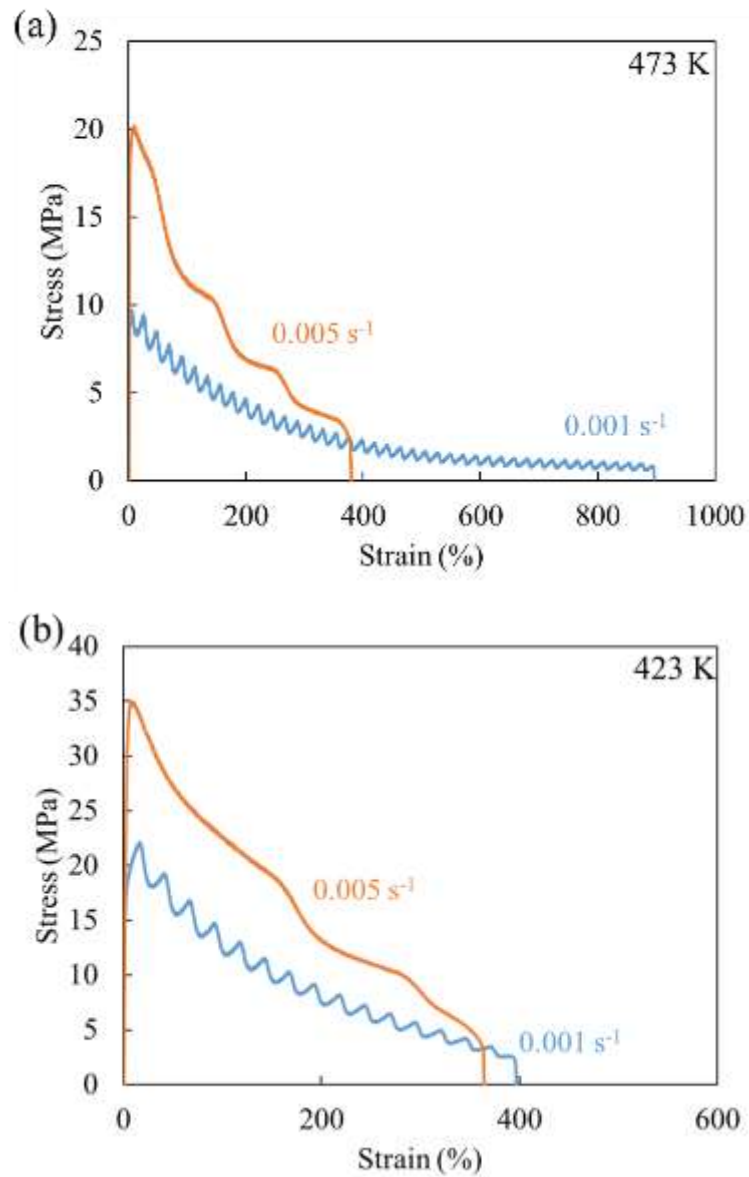 (a)
473 K
25
20
15
10
5
0
Stress (MPa)
0.005 s-1
0.001 s-1
0 200 400 600 800 1000
Strain (%)
(b)
423 K
40
35
30
25
20
15
10
5
0
Stress (MPa)
0.005 s-1
0.001 s-1
0 200 400 600
Strain (%)